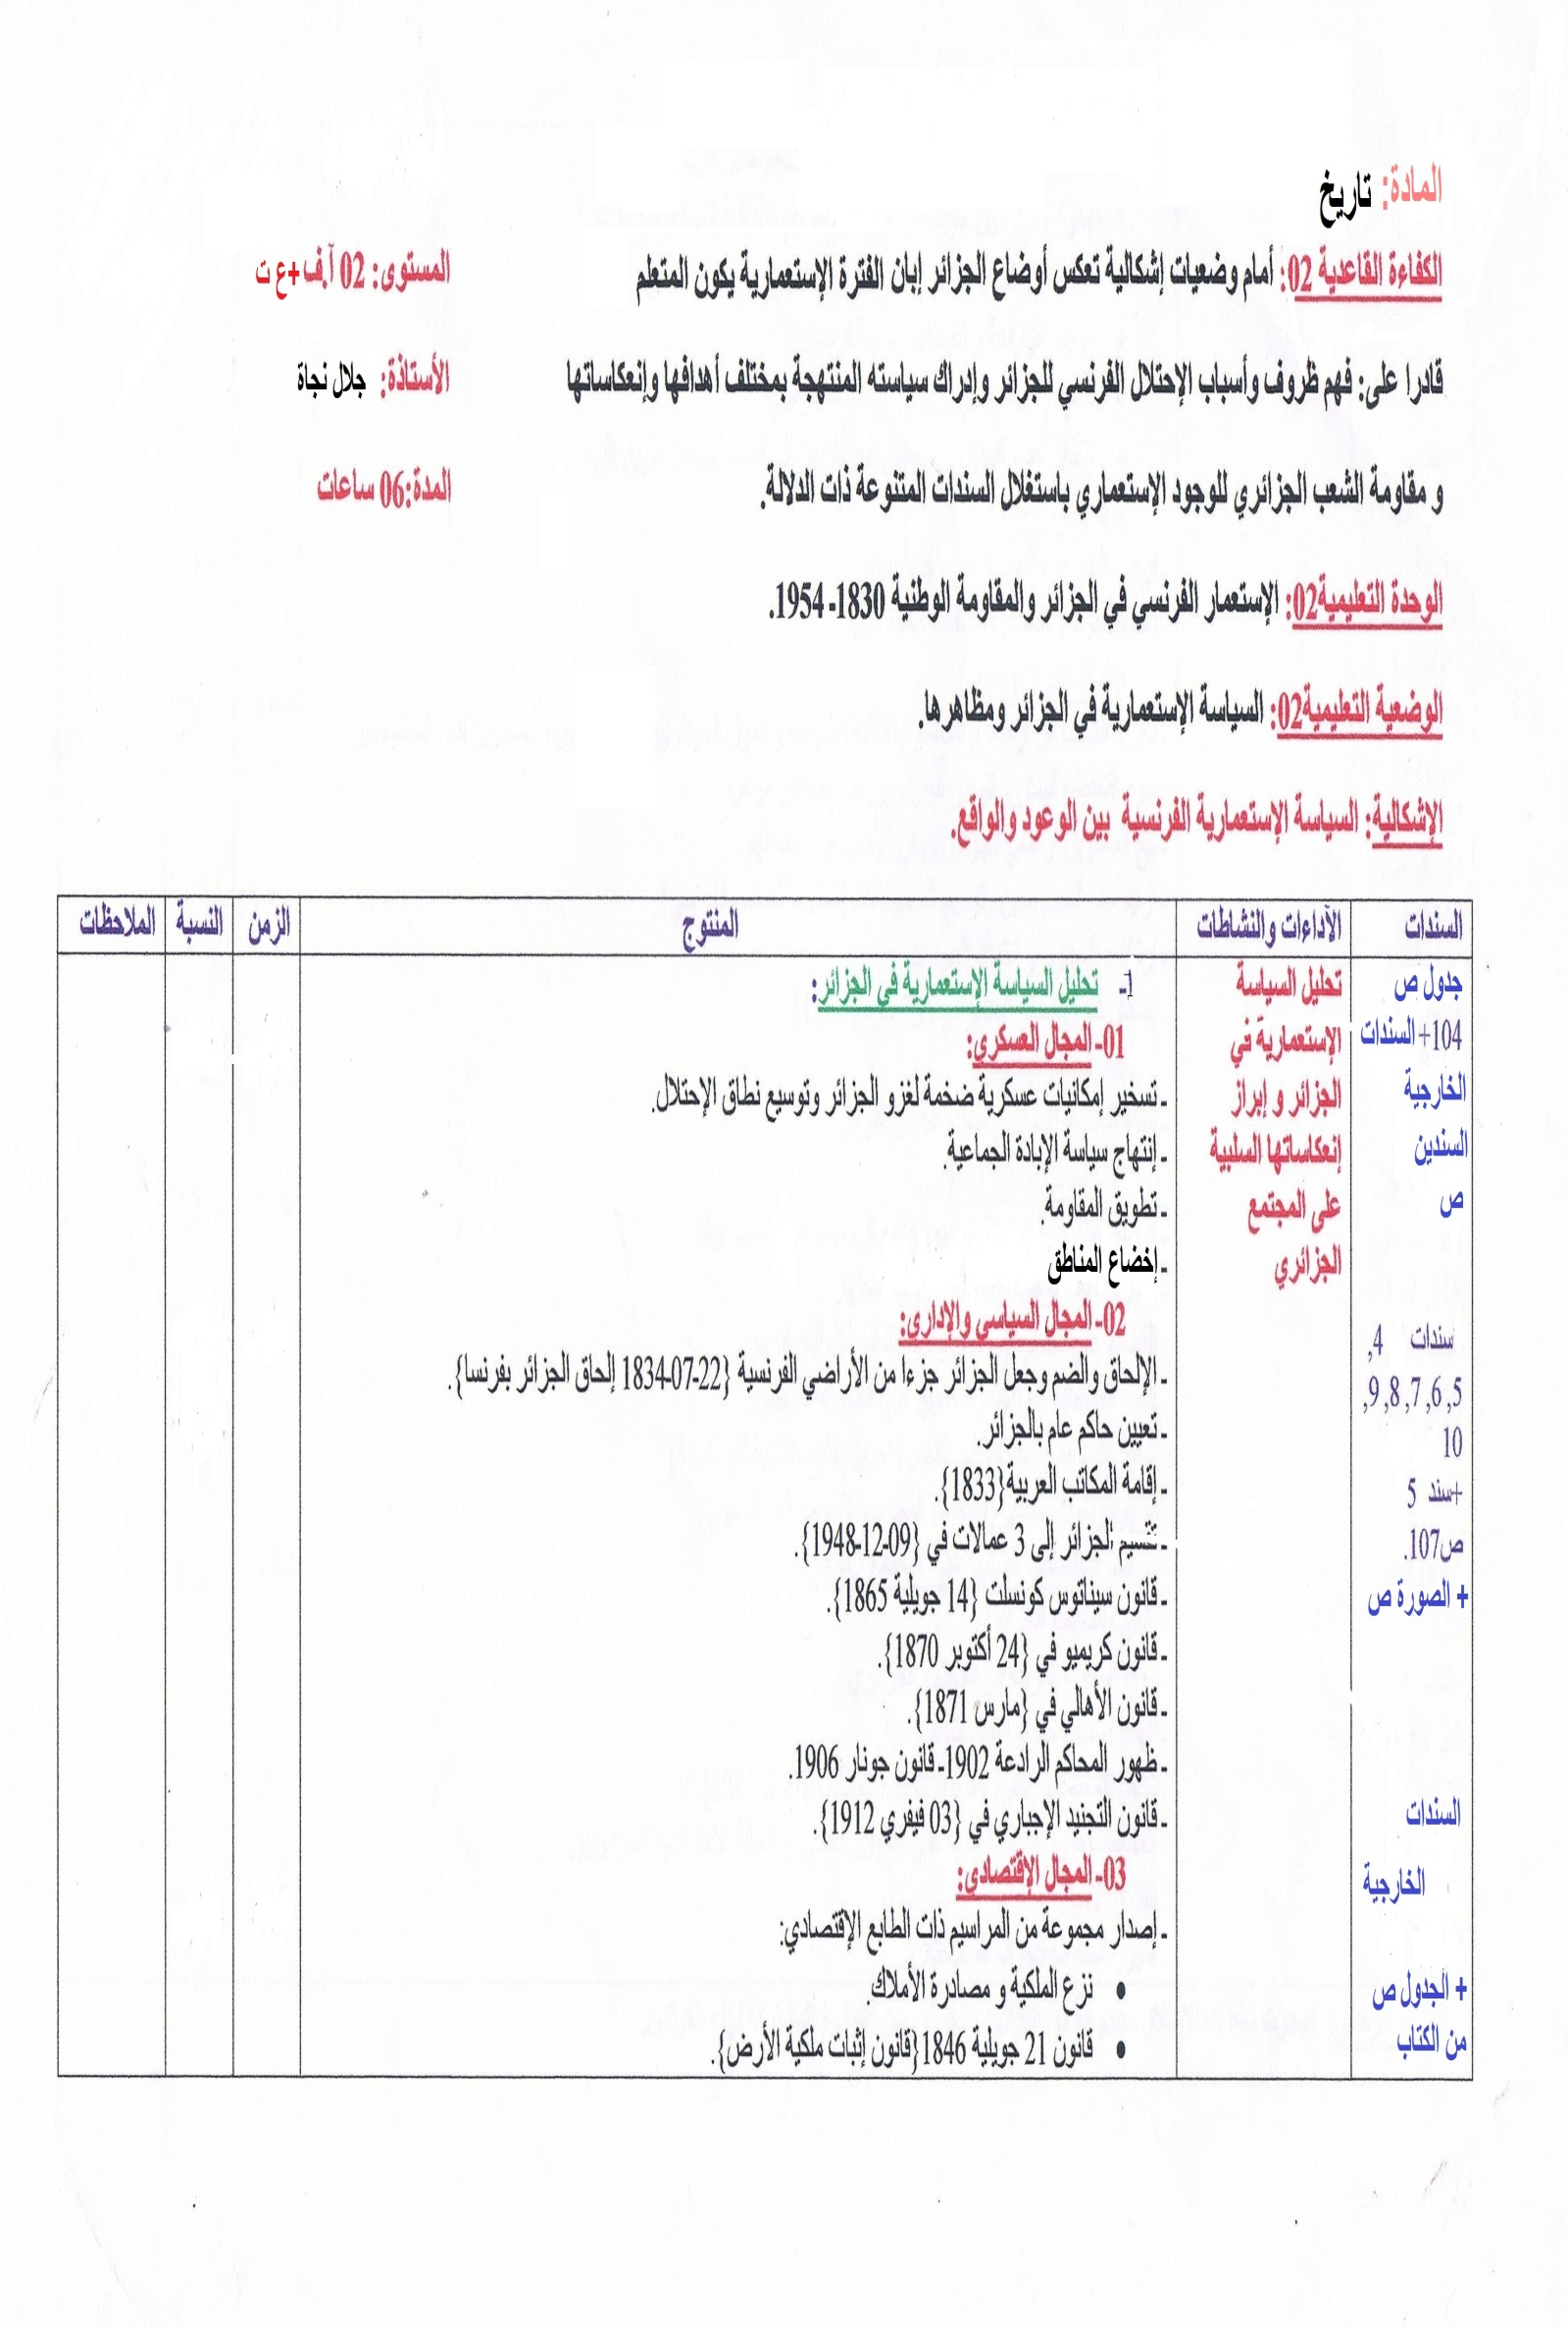 المادة: تاريخ
الكفاءة القاعدية 02: أمام وضعيات إشكالية تعكس أوضاع الجزائر إبان الفترة الإستعمارية يكون المتعلم
المستوى: 02 آ.ف+ع ت
قادرا على: فهم ظروف وأسباب الإحتلال الفرنسي للجزائر وإدراك سياسته المنتهجة بمختلف أهدافها وإنعكاساتها
الأستاذة: جلال نجاة
و مقاومة الشعب الجزائري للوجود الإستعماري باستغلال السندات المتنوعة ذات الدلالة.
المدة:06 ساعات
الوحدة التعليمية02: الإستعمار الفرنسي في الجزائر والمقاومة الوطنية 1830-1954.
الوضعية التعليمية02: السياسة الإستعمارية في الجزائر ومظاهرها.
الإشكالية: السياسة الإستعمارية الفرنسية بين الوعود والواقع.
السندات الآداءات والنشاطات المنتوج الزمن النسبة الملاحظات
جدول ص
104+ السندات
الخارجية
السندين
ص
سندات 4,
5, 6, 7, 8, 9,
10
+سند 5
ص107.
+ الصورة ص
السندات
الخارجية
+ الجدول ص
من الكتاب
تحليل السياسة
الإستعمارية في
الجزائر و إبراز
إنعكاساتها السلبية
على المجتمع
الجزائري
1- تحليل السياسة الإستعمارية في الجزائر:
01- المجال العسكري:
ـ تسخير إمكانيات عسكرية ضخمة لغزو الجزائر وتوسيع نطاق الإحتلال.
ـ إنتهاج سياسة الإبادة الجماعية.
ـ تطويق المقاومة.
ـ إخضاع المناطق
02- المجال السياسي والإداري:
ـ الإلحاق والضم وجعل الجزائر جزءا من الأراضي الفرنسية {22-07-1834 إلحاق الجزائر بفرنسا}.
ـ تعيين حاكم عام بالجزائر.
ـ إقامة المكاتب العربية{1833}.
ـ تقسيم الجزائر إلى 3 عمالات في {09-12-1948}.
ـ قانون سيناتوس كونسلت {14 جويلية 1865}.
ـ قانون كريميو في {24 أكتوبر 1870}.
ـ قانون الأهالي في {مارس 1871}.
ـ ظهور المحاكم الرادعة 1902ـ قانون جونار 1906.
ـ قانون التجنيد الإجباري في {03 فيفري 1912}.
03- المجال الإقتصادي:
ـ إصدار مجموعة من المراسيم ذات الطابع الإقتصادي:
• نزع الملكية و مصادرة الأملاك.
• قانون 21 جويلية 1846{قانون إثبات ملكية الأرض}.